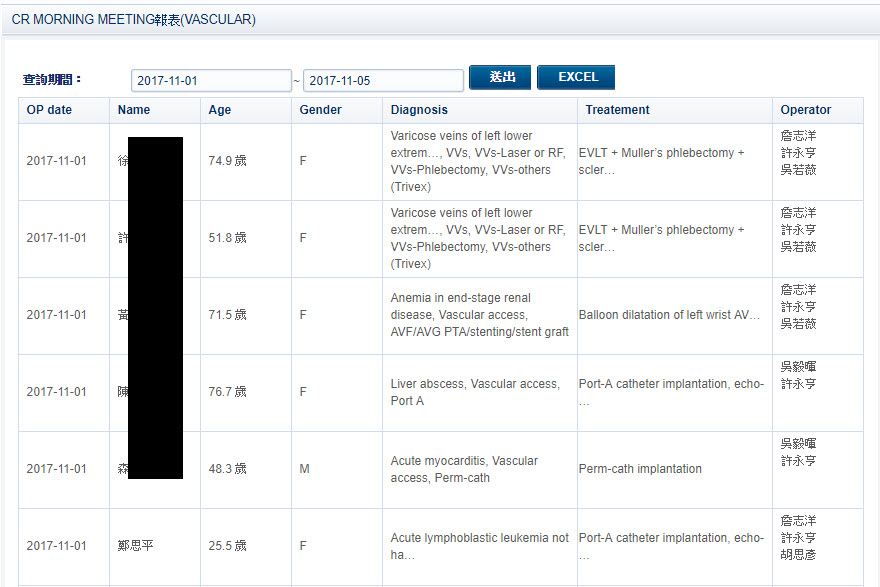 CR MORNING MEETING報表(VASCULAR)
查詢期間：
2017-11-01 ~ 2017-11-05 送出 EXCEL
OP date Name Age Gender Diagnosis Treatement Operator
2017-11-01 徐 74.9 歲 F
Varicose veins of left lower
extrem…, VVs, VVs-Laser or RF,
VVs-Phlebectomy, VVs-others
(Trivex)
EVLT + Muller's phlebectomy +
scler…
詹志洋
許永亨
吳若薇
2017-11-01 許 51.8 歲 F
Varicose veins of left lower
extrem…, VVs, VVs-Laser or RF,
VVs-Phlebectomy, VVs-others
(Trivex)
EVLT + Muller's phlebectomy +
scler…
詹志洋
許永亨
吳若薇
2017-11-01 黃 71.5 歲 F
Anemia in end-stage renal
disease, Vascular access,
AVF/AVG PTA/stenting/stent graft
Balloon dilatation of left wrist AV…
詹志洋
許永亨
吳若薇
2017-11-01 陳 76.7 歲 F
Liver abscess, Vascular access,
Port A
Port-A catheter implantation, echo-
…
吳毅暉
許永亨
2017-11-01 森 48.3 歲 M
Acute myocarditis, Vascular
access, Perm-cath
Perm-cath implantation
吳毅暉
許永亨
2017-11-01 鄭思平 25.5 歲 F
Acute lymphoblastic leukemia not
ha…
Port-A catheter implantation, echo-
…
詹志洋
許永亨
胡思彥